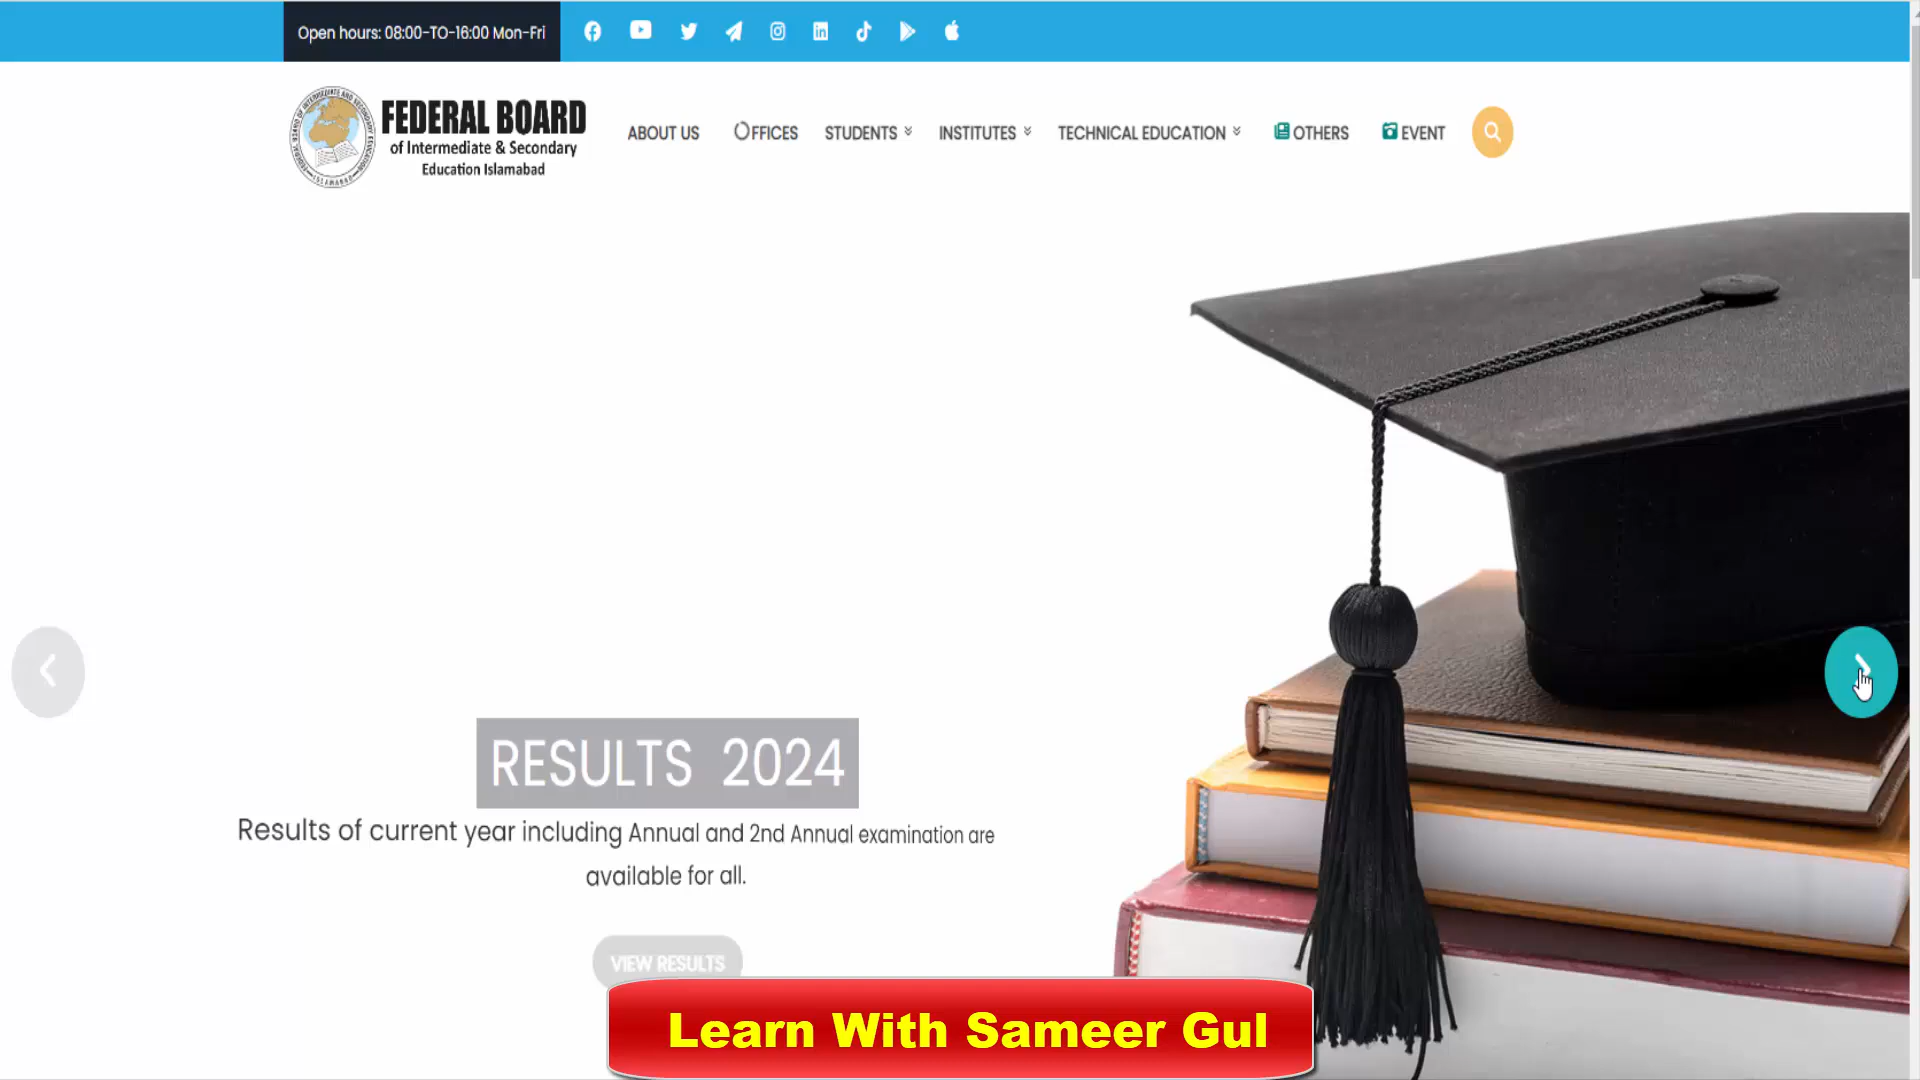 Open hours: 08:00-TO-16:00 Mon-Fri
FEDERAL BOARD
of Intermediate & Secondary
Education Islamabad
ABOUT US
OFFICES
STUDENTS
INSTITUTES
TECHNICAL EDUCATION
OTHERS
EVENT
RESULTS 2024
Results of current year including Annual and 2nd Annual examination are
available for all.
VIEW RESULTS
Learn With Sameer Gul